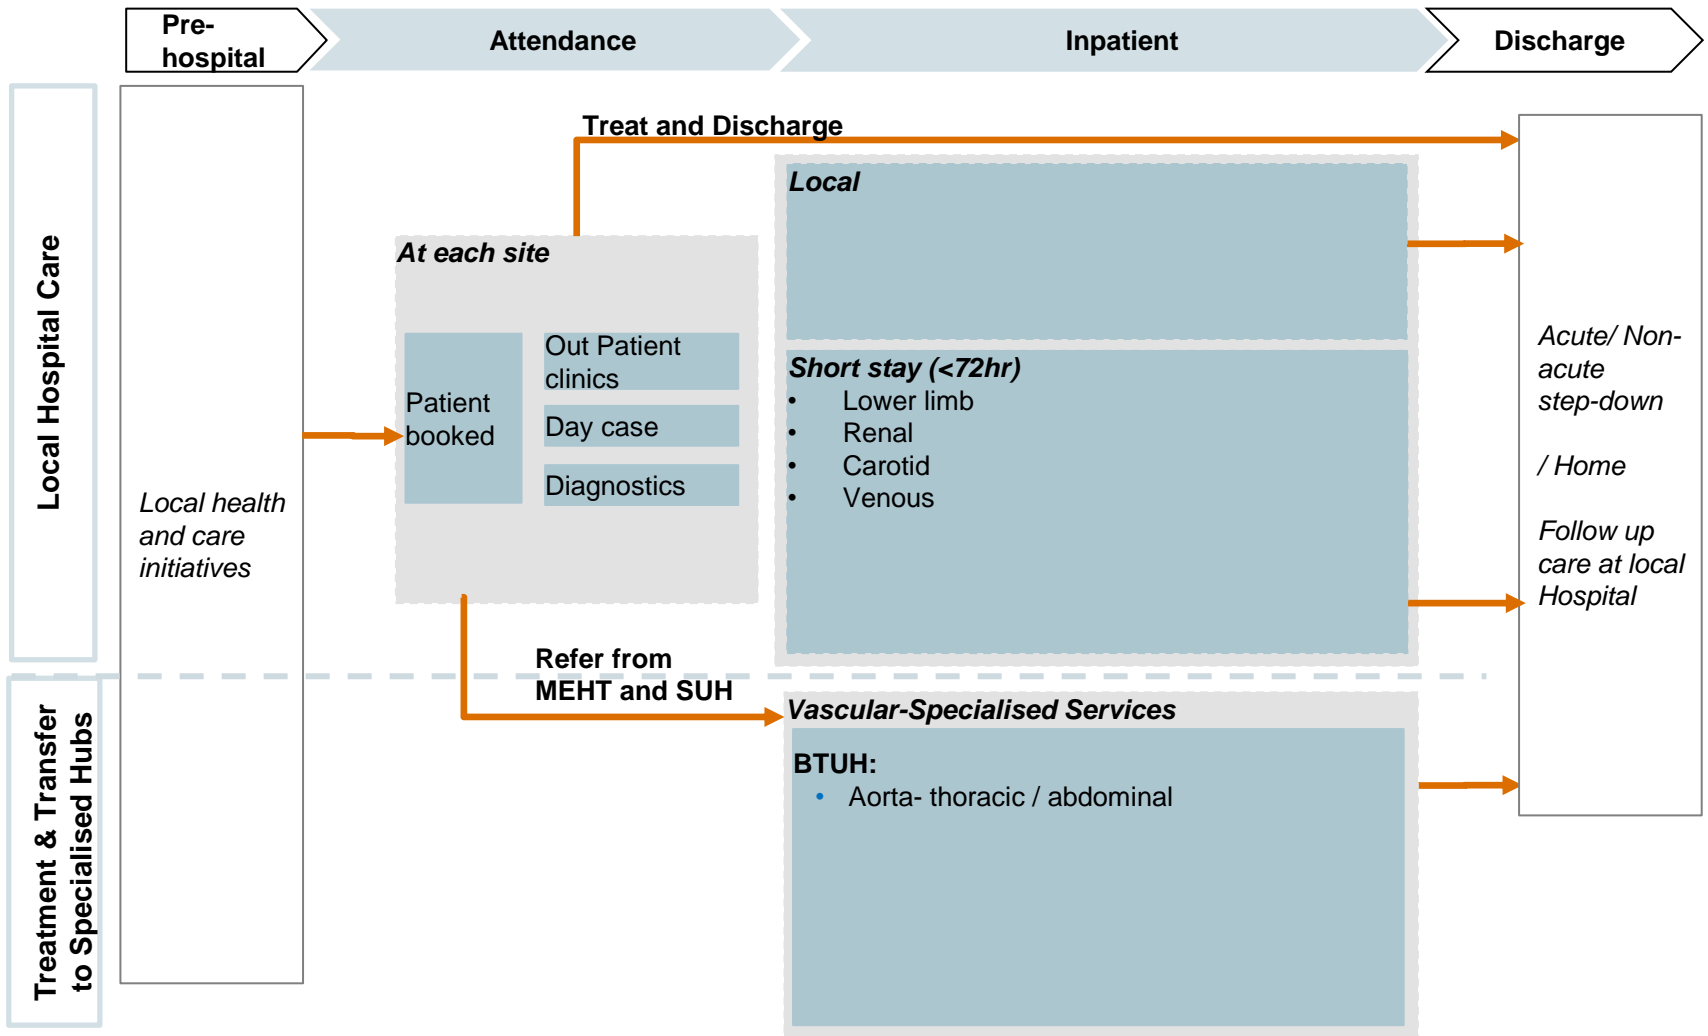 Pre-
hospital
Attendance
Inpatient
Discharge
Local Hospital Care
Treatment & Transfer
to Specialised Hubs
Local health
and care
initiatives
Treat and Discharge
At each site
Patient
booked
Out Patient
clinics
Day case
Diagnostics
Refer from
MEHT and SUH
Local
Short stay (<72hr)
• Lower limb
• Renal
• Carotid
• Venous
Vascular-Specialised Services
BTUH:
• Aorta- thoracic / abdominal
Acute/ Non-
acute
step-down
/ Home
Follow up
care at local
Hospital